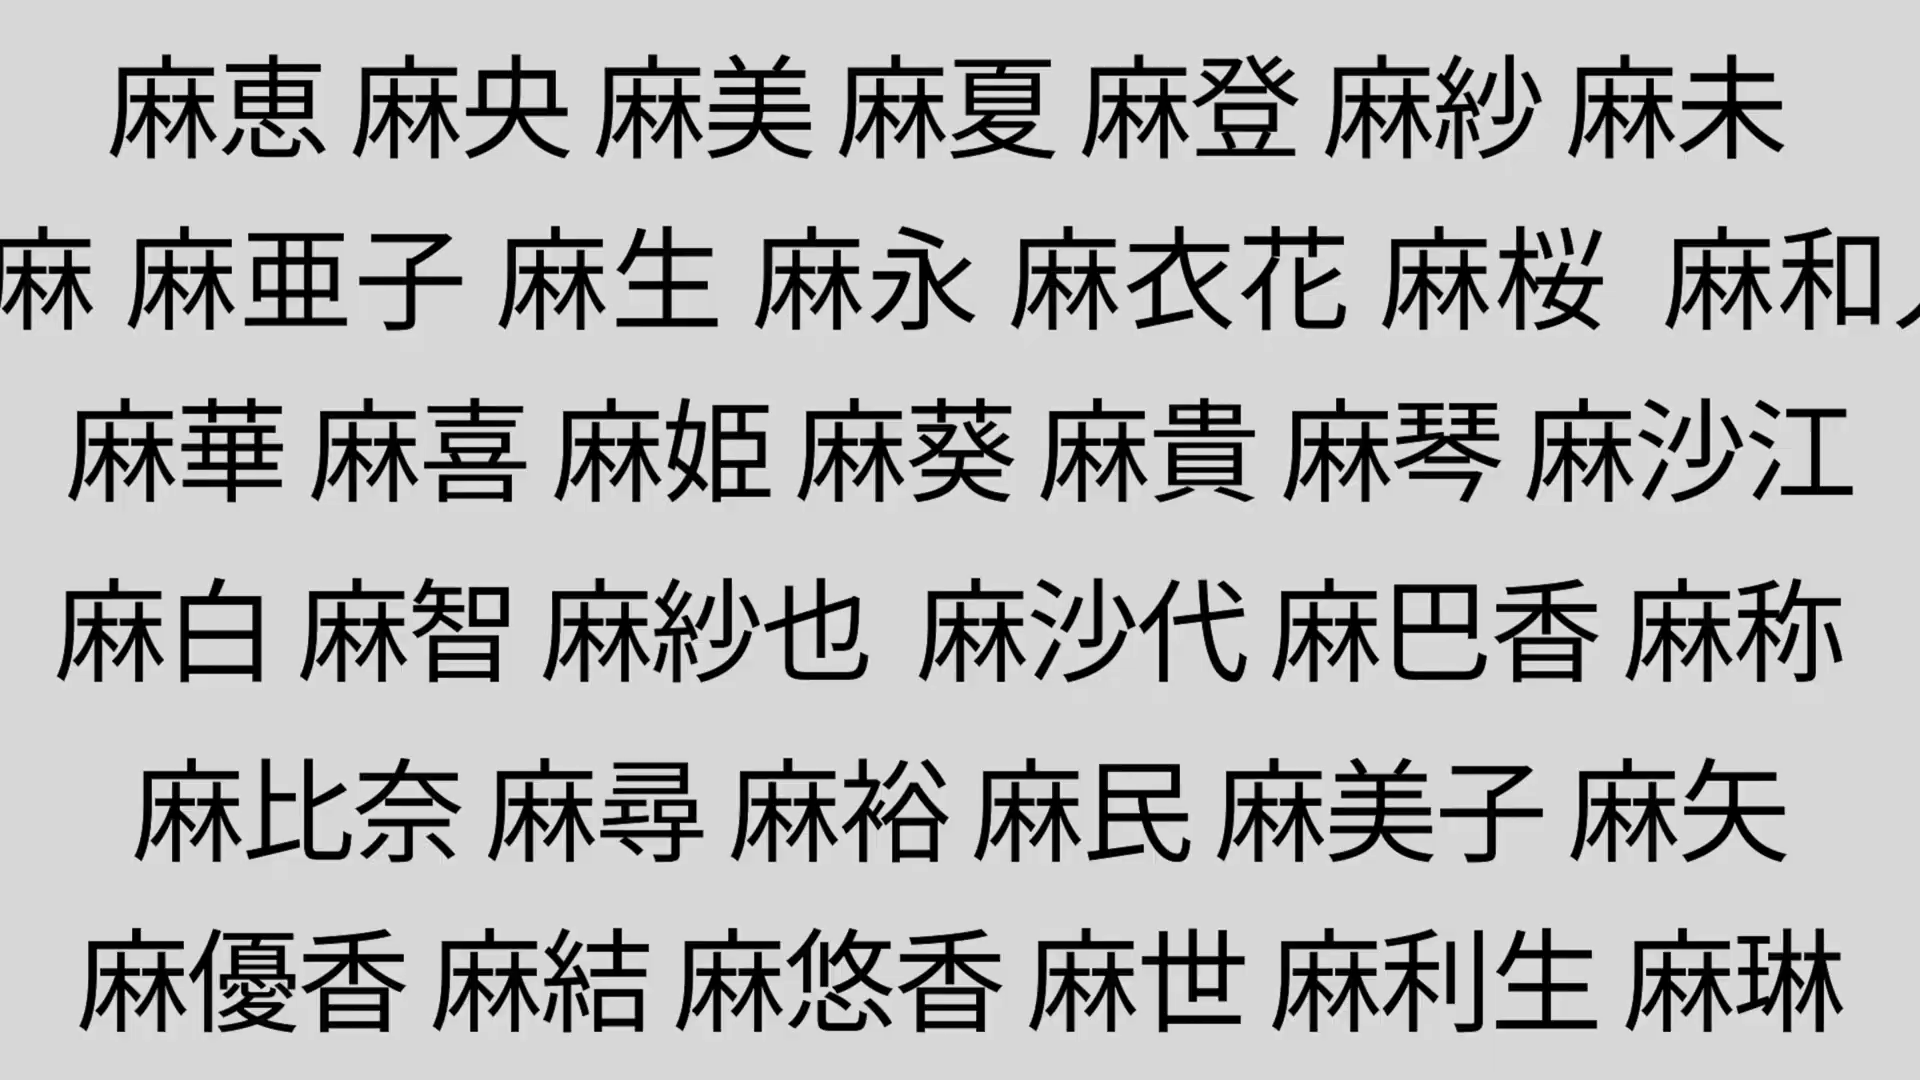 麻恵 麻央 麻美 麻夏 麻登 麻紗 麻未
麻 麻亜子 麻生 麻永 麻衣花 麻桜 麻和
麻華 麻喜 麻姫 麻葵 麻貴 麻琴 麻沙江
麻白 麻智 麻紗也 麻沙代 麻巴香 麻称
麻比奈 麻尋 麻裕 麻民 麻美子 麻矢
麻優香 麻結 麻悠香 麻世 麻利生 麻琳